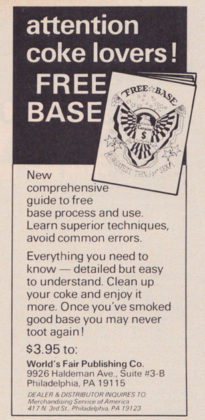 attention
coke lovers!
FREE
BASE
FREE BASE
$
New
comprehensive
guide to free
base process and use.
Learn superior techniques,
avoid common errors.
Everything you need to
know — detailed but easy
to understand. Clean up
your coke and enjoy it
more. Once you've smoked
good base you may never
toot again!
$3.95 to:
World's Fair Publishing Co.
9926 Haldeman Ave., Suite #3-B
Philadelphia, PA 19115
DEALER & DISTRIBUTOR INQUIRES TO:
Merchandising Service of America
417 N. 3rd St., Philadelphia, PA 19123